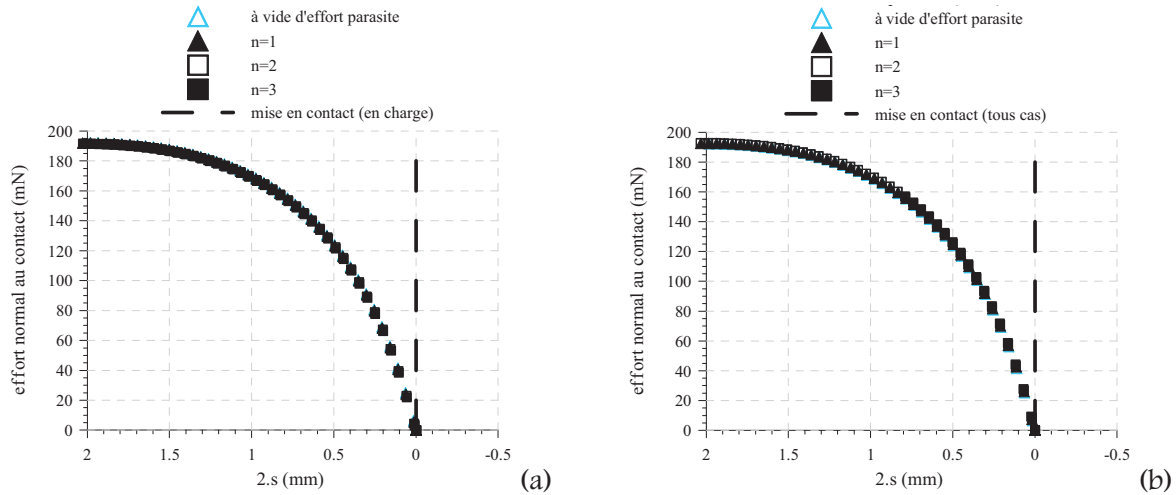 à vide d'effort parasite
n=1
n=2
n=3
mise en contact (en charge)
200
180
160
140
120
100
80
60
40
20
0
effort normal au contact (mN)
2 1.5 1 0.5 0 -0.5
2.s (mm)
(a)
à vide d'effort parasite
n=1
n=2
n=3
mise en contact (tous cas)
200
180
160
140
120
100
80
60
40
20
0
effort normal au contact (mN)
2 1.5 1 0.5 0 -0.5
2.s (mm)
(b)